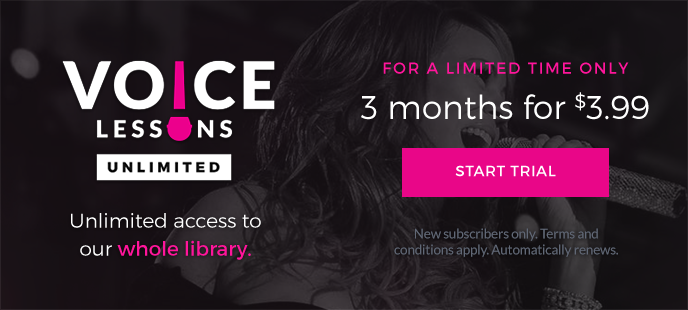 VOICE
LESSONS
UNLIMITED
Unlimited access to
our whole library.
FOR A LIMITED TIME ONLY
3 months for $3.99
START TRIAL
New subscribers only. Terms and
conditions apply. Automatically renews.